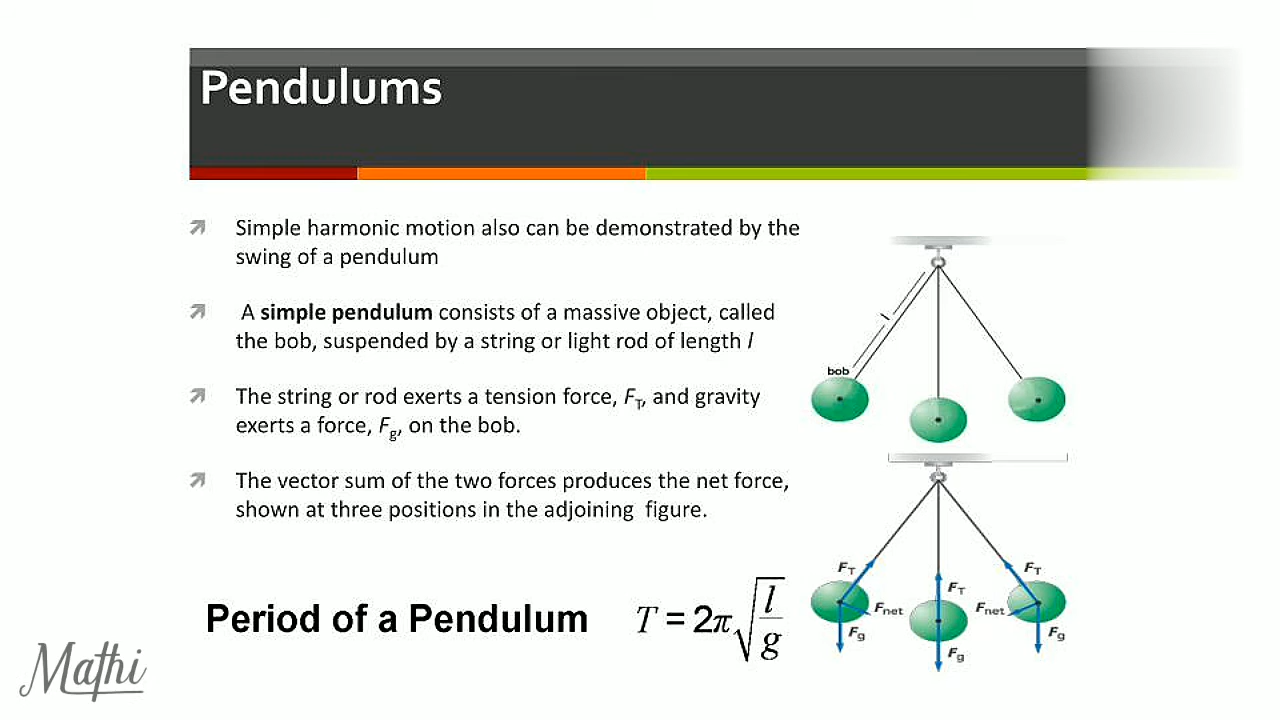 Pendulums
Simple harmonic motion also can be demonstrated by the
swing of a pendulum
A simple pendulum consists of a massive object, called
the bob, suspended by a string or light rod of length l
The string or rod exerts a tension force, F_T, and gravity
exerts a force, F_g, on the bob.
The vector sum of the two forces produces the net force,
shown at three positions in the adjoining figure.
Period of a Pendulum T = 2π√(l/g)
l
bob
F_T
F_T
F_T
F_net
F_net
F_g
F_g
F_g
Mathi